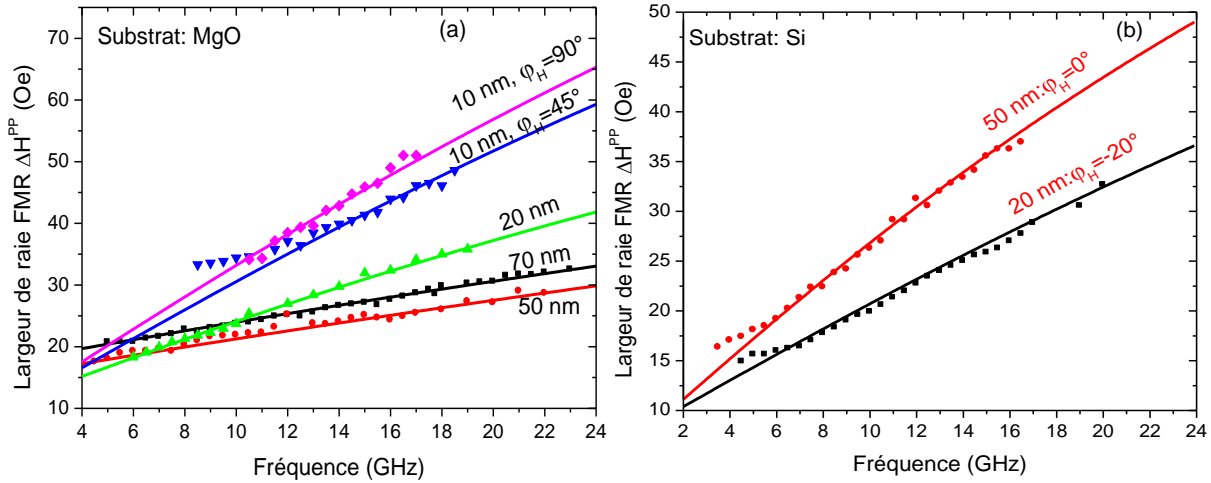 Substrat: MgO
(a)
10 nm, φH=90°
10 nm, φH=45°
20 nm
70 nm
50 nm
Largeur de raie FMR ΔH^PP (Oe)
70
60
50
40
30
20
10
4 6 8 10 12 14 16 18 20 22 24
Fréquence (GHz)
Substrat: Si
(b)
50 nm:φH=0°
20 nm:φH=-20°
Largeur de raie FMR ΔH^PP (Oe)
50
45
40
35
30
25
20
15
10
2 4 6 8 10 12 14 16 18 20 22 24
Fréquence (GHz)